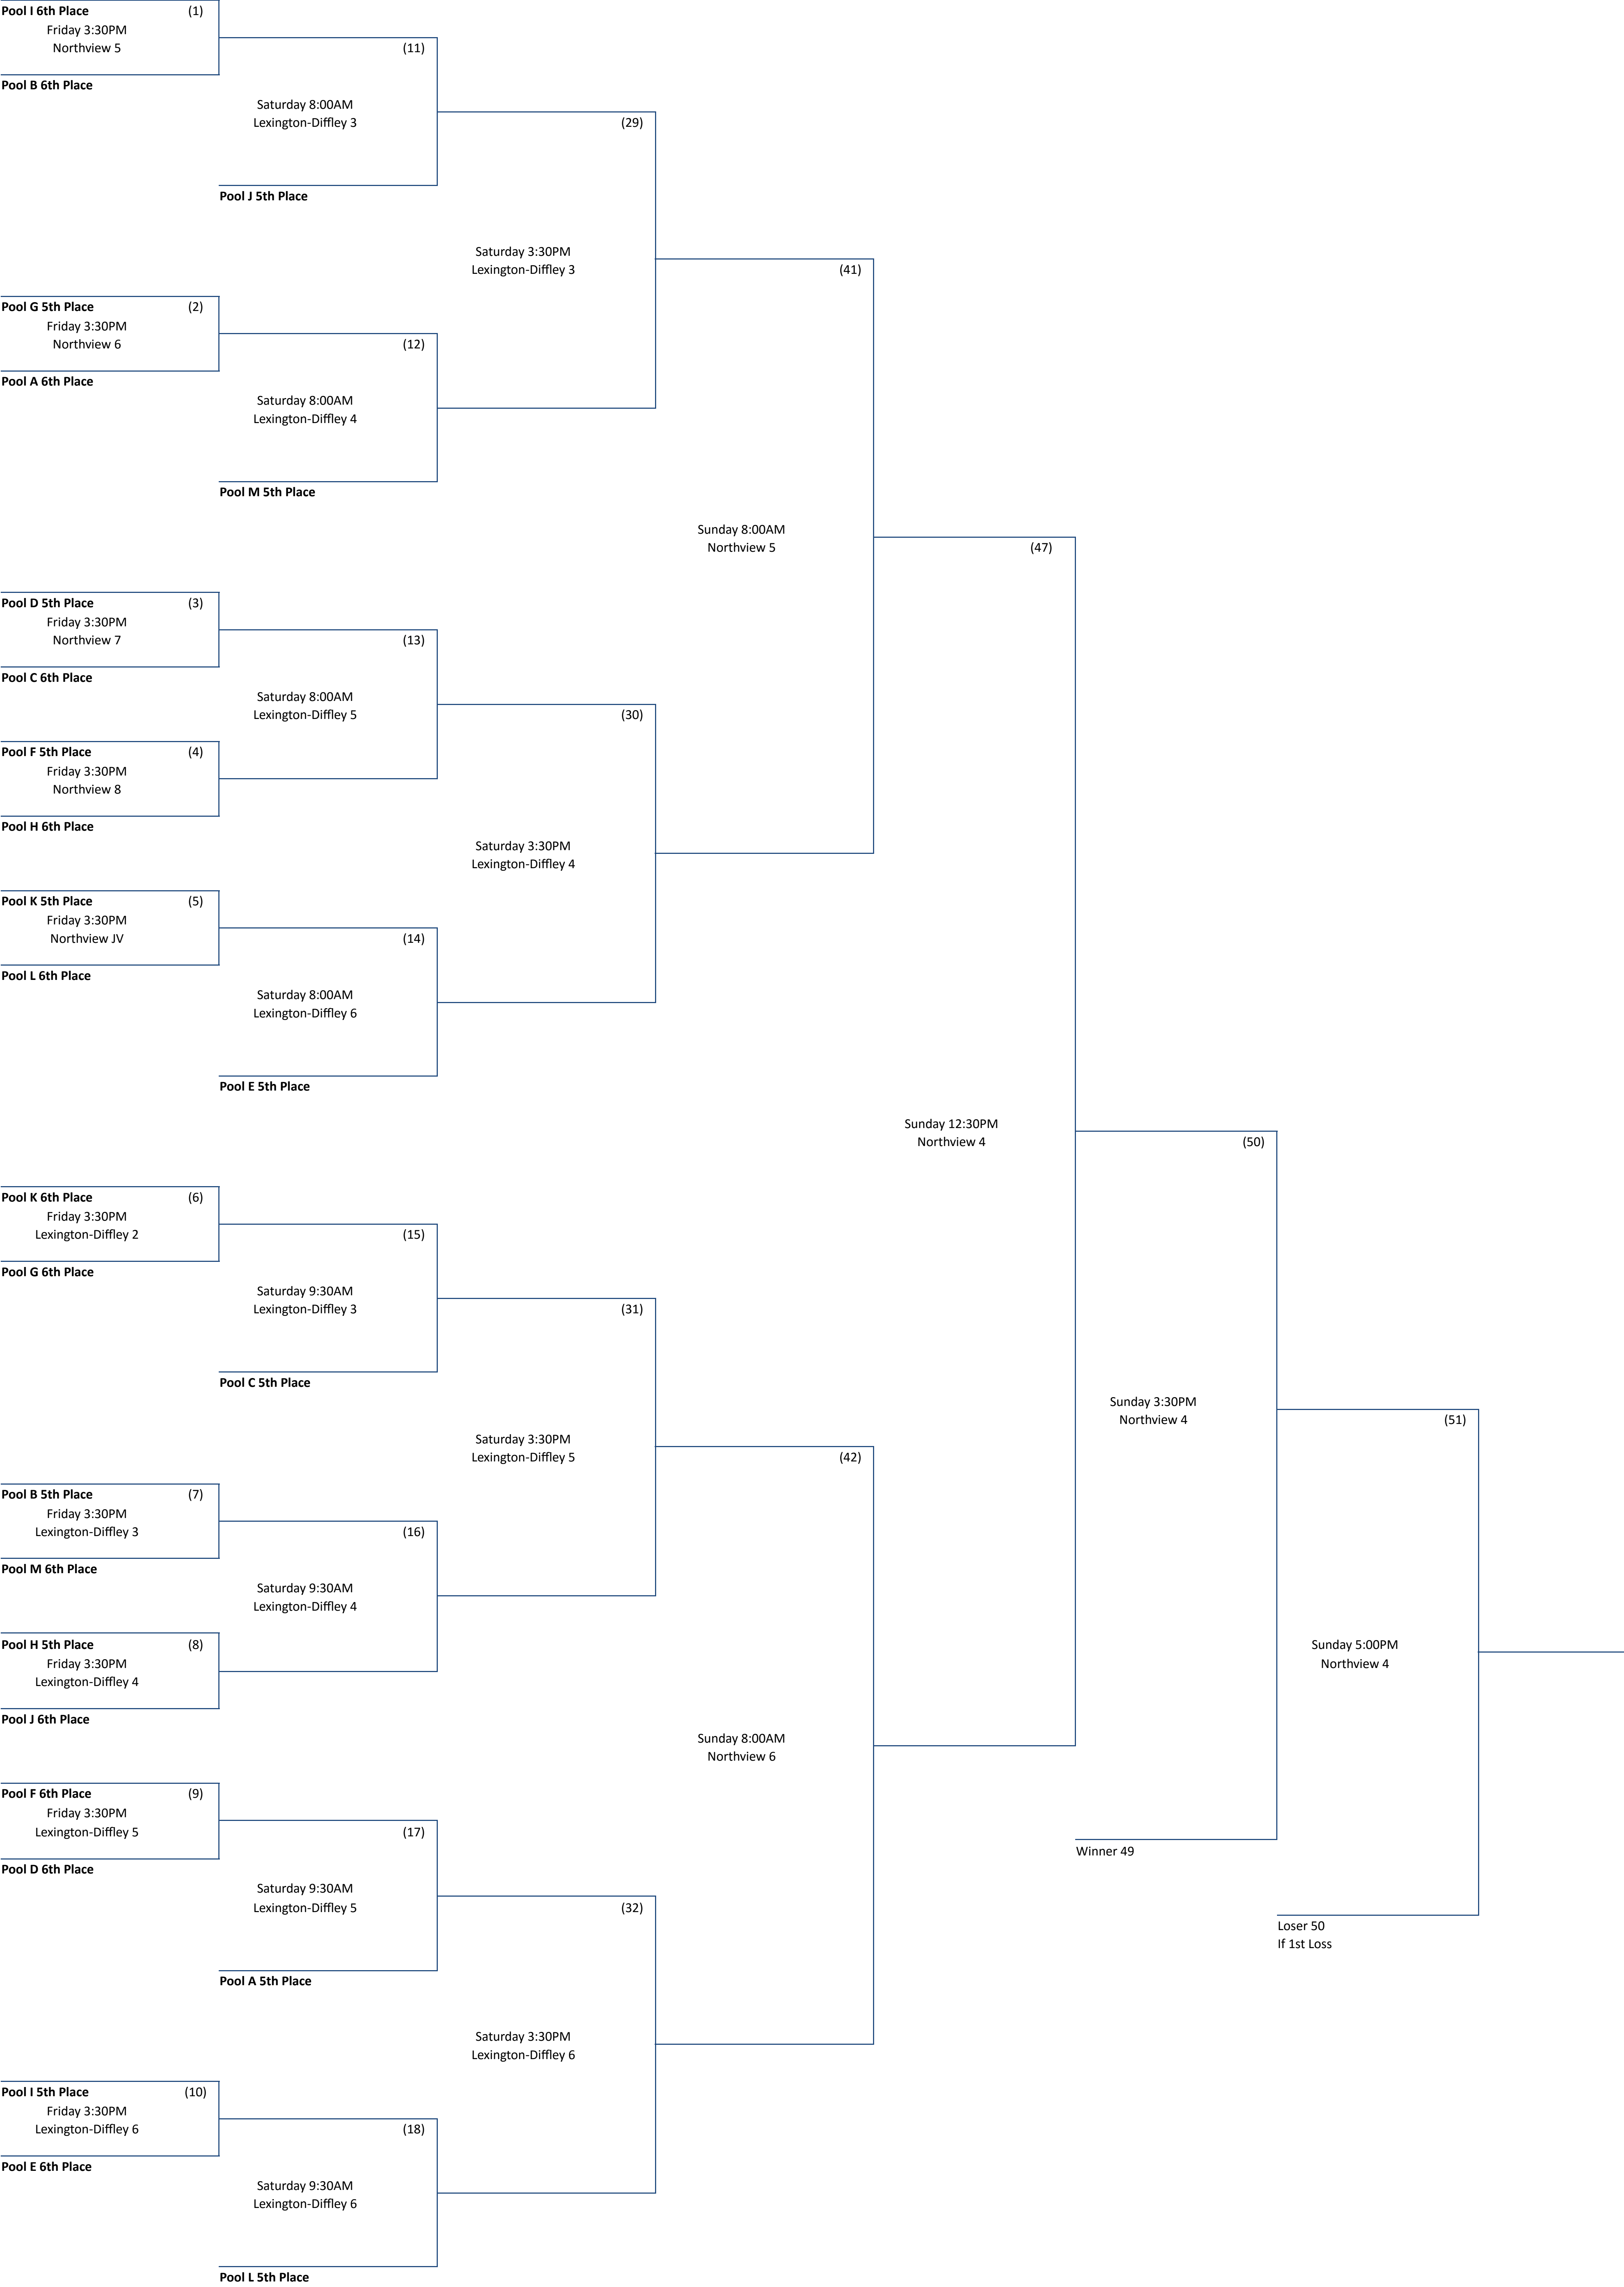 Pool I 6th Place (1)
Friday 3:30PM
Northview 5
Pool B 6th Place
(11)
Saturday 8:00AM
Lexington-Diffley 3
Pool J 5th Place
(29)
Saturday 3:30PM
Lexington-Diffley 3
(41)
Pool G 5th Place (2)
Friday 3:30PM
Northview 6
Pool A 6th Place
(12)
Saturday 8:00AM
Lexington-Diffley 4
Pool M 5th Place
Sunday 8:00AM
Northview 5
(47)
Pool D 5th Place (3)
Friday 3:30PM
Northview 7
Pool C 6th Place
(13)
Saturday 8:00AM
Lexington-Diffley 5
(30)
Pool F 5th Place (4)
Friday 3:30PM
Northview 8
Pool H 6th Place
Saturday 3:30PM
Lexington-Diffley 4
Pool K 5th Place (5)
Friday 3:30PM
Northview JV
Pool L 6th Place
(14)
Saturday 8:00AM
Lexington-Diffley 6
Pool E 5th Place
Sunday 12:30PM
Northview 4
(50)
Pool K 6th Place (6)
Friday 3:30PM
Lexington-Diffley 2
Pool G 6th Place
(15)
Saturday 9:30AM
Lexington-Diffley 3
Pool C 5th Place
(31)
Sunday 3:30PM
Northview 4
(51)
Saturday 3:30PM
Lexington-Diffley 5
(42)
Pool B 5th Place (7)
Friday 3:30PM
Lexington-Diffley 3
Pool M 6th Place
(16)
Saturday 9:30AM
Lexington-Diffley 4
Pool H 5th Place (8)
Friday 3:30PM
Lexington-Diffley 4
Pool J 6th Place
Sunday 5:00PM
Northview 4
Sunday 8:00AM
Northview 6
Pool F 6th Place (9)
Friday 3:30PM
Lexington-Diffley 5
Pool D 6th Place
(17)
Saturday 9:30AM
Lexington-Diffley 5
Pool A 5th Place
(32)
Winner 49
Loser 50
If 1st Loss
Saturday 3:30PM
Lexington-Diffley 6
Pool I 5th Place (10)
Friday 3:30PM
Lexington-Diffley 6
Pool E 6th Place
(18)
Saturday 9:30AM
Lexington-Diffley 6
Pool L 5th Place